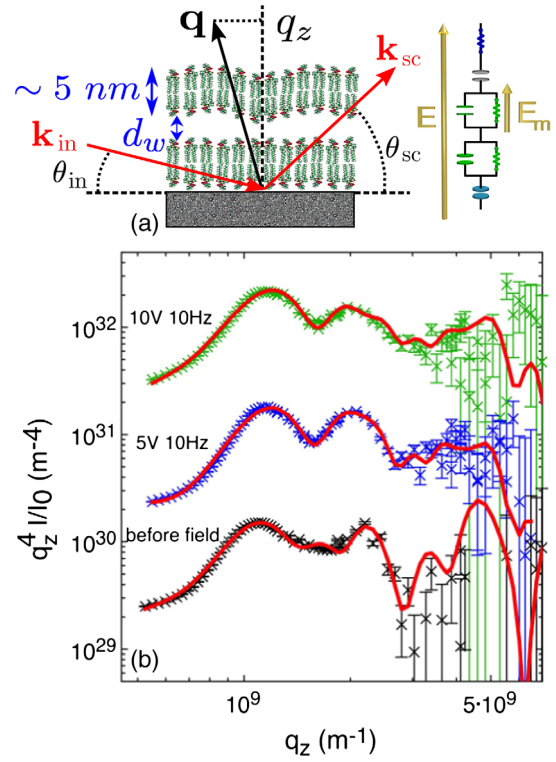 q
q_z
k_sc
~ 5 nm
d_w
k_in
θ_in
θ_sc
E
E_m
(a)
10^32
10^31
10^30
10^29
q_z^4 I/I0 (m-4)
10V 10Hz
5V 10Hz
before field
(b)
10^9
5·10^9
q_z (m^-1)